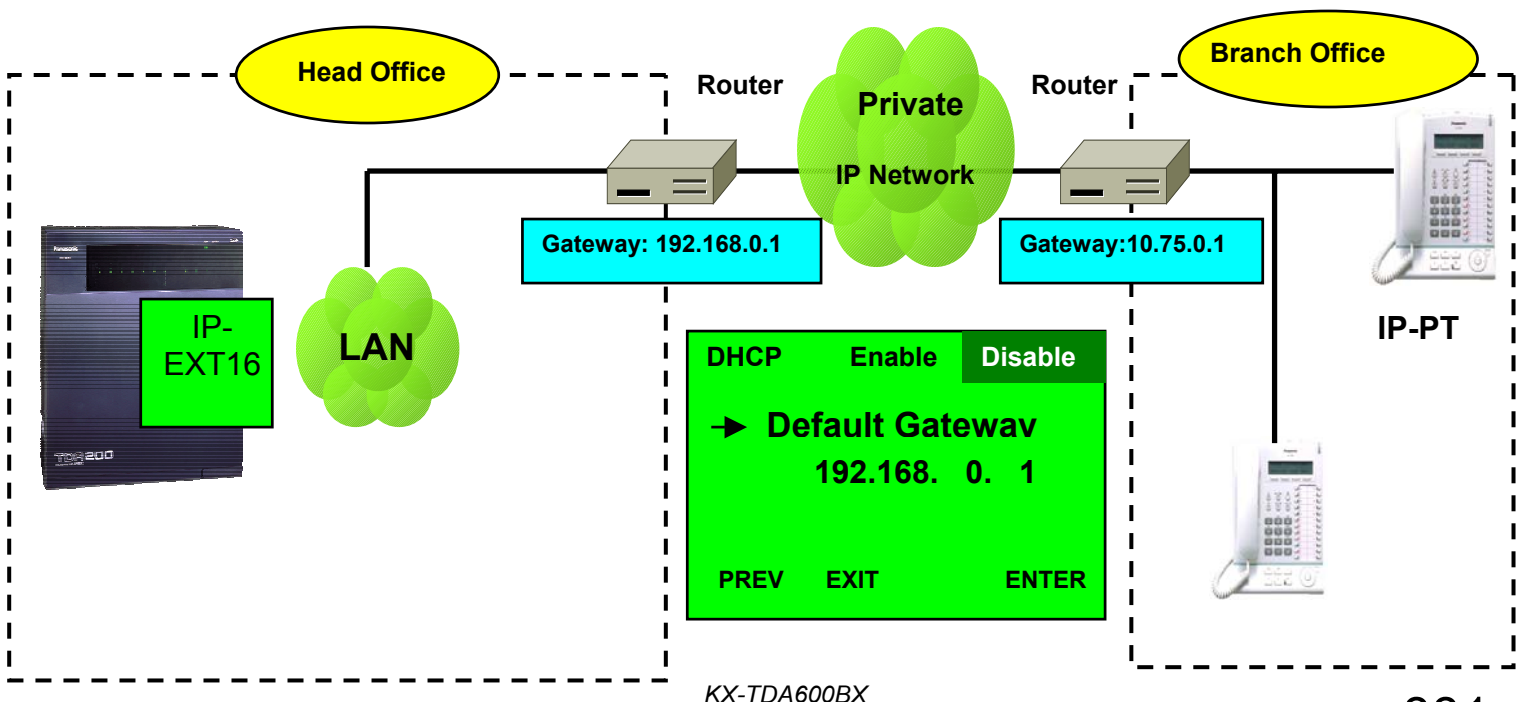 Head Office
Branch Office
Router
Router
Private
IP Network
Gateway: 192.168.0.1
Gateway:10.75.0.1
Panasonic
IP-
EXT16
LAN
IP-PT
DHCP Enable Disable
Default Gatewav
192.168. 0. 1
PREV EXIT ENTER
TDA200
KX-TDA600BX